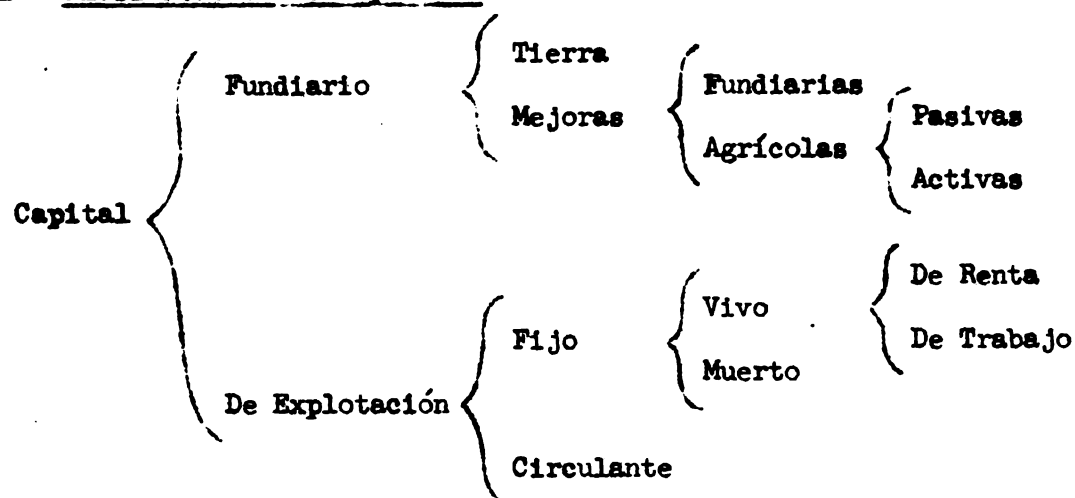 Tierra
Fundiario
Fundiarias
Mejoras
Pasivas
Agrícolas
Activas
Capital
De Renta
Vivo
Fijo
De Trabajo
Muerto
De Explotación
Circulante